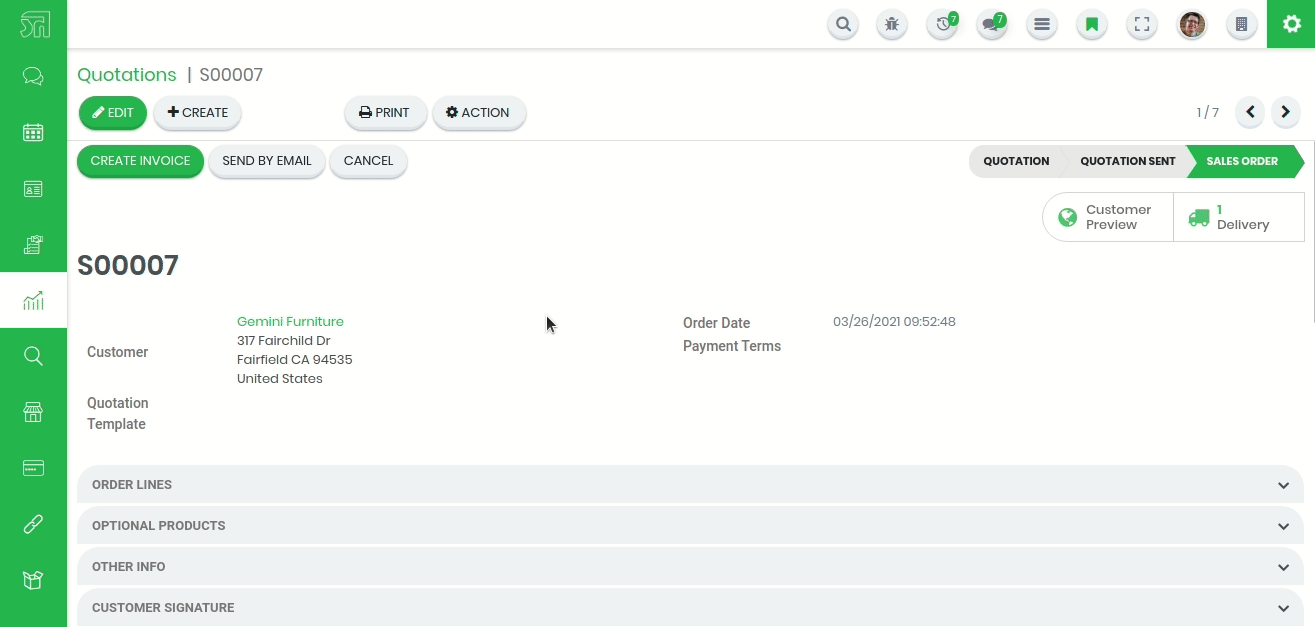 7
7
Quotations | S00007
EDIT
CREATE
PRINT
ACTION
1 / 7
CREATE INVOICE
SEND BY EMAIL
CANCEL
QUOTATION
QUOTATION SENT
SALES ORDER
Customer
Preview
1
Delivery
S00007
Customer
Gemini Furniture
317 Fairchild Dr
Fairfield CA 94535
United States
Order Date
03/26/2021 09:52:48
Payment Terms
Quotation
Template
ORDER LINES
OPTIONAL PRODUCTS
OTHER INFO
CUSTOMER SIGNATURE